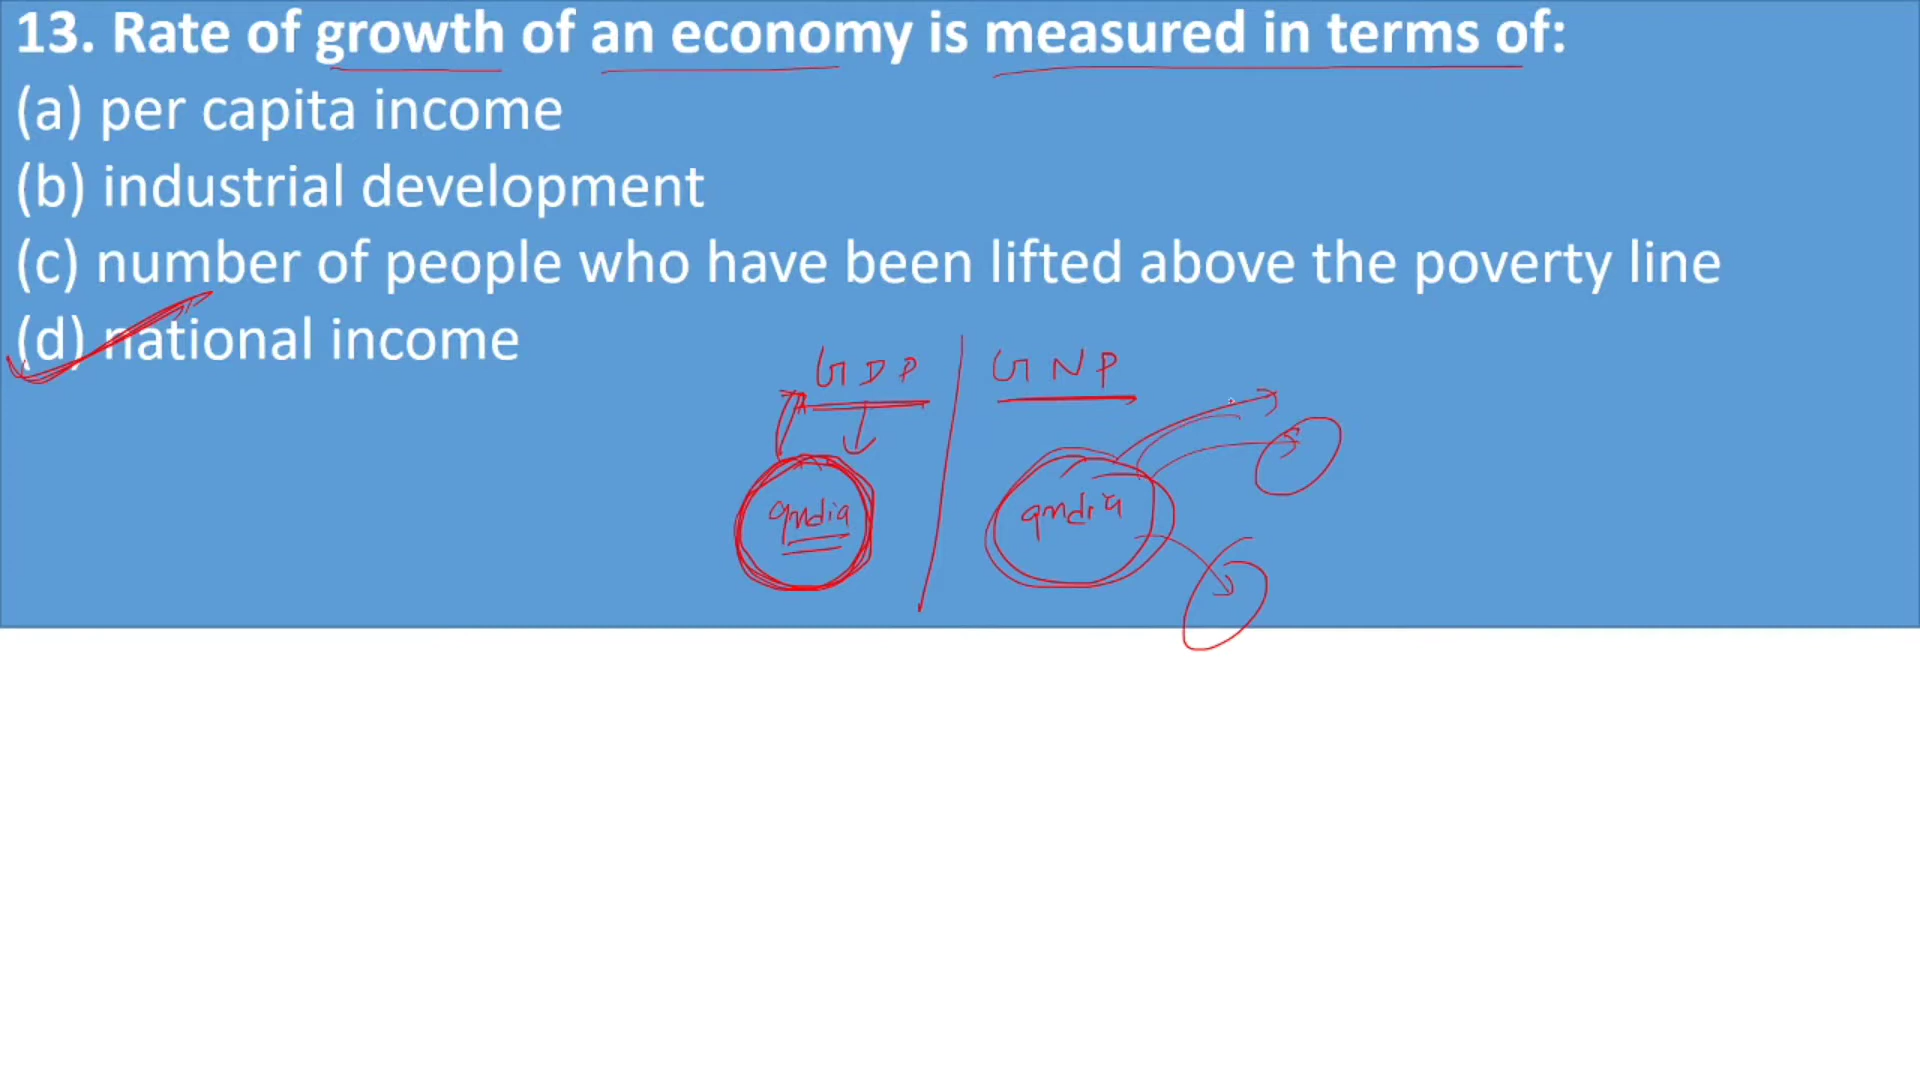 13. Rate of growth of an economy is measured in terms of:
(a) per capita income
(b) industrial development
(c) number of people who have been lifted above the poverty line
(d) national income
GDP GNP
India India